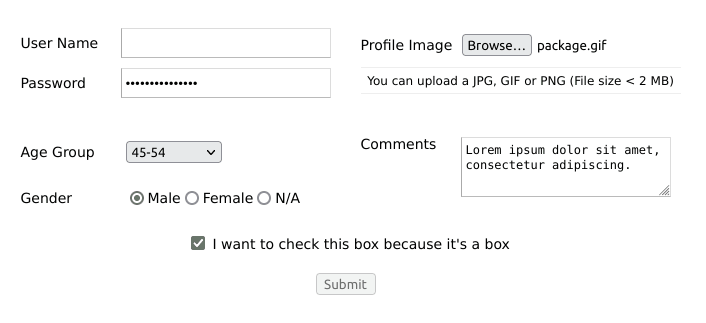 User Name
Profile Image Browse... package.gif
Password •••••••••••••••
You can upload a JPG, GIF or PNG (File size < 2 MB)
Age Group 45-54
Comments
Lorem ipsum dolor sit amet,
consectetur adipiscing.
Gender Male Female N/A
I want to check this box because it's a box
Submit